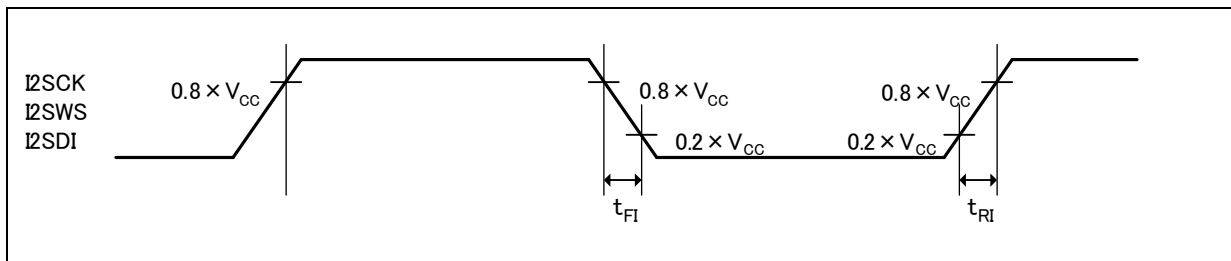 I2SCK
I2SWS
I2SDI
0.8 × VCC
0.8 × VCC
0.8 × VCC
0.2 × VCC
0.2 × VCC
tFI
tRI